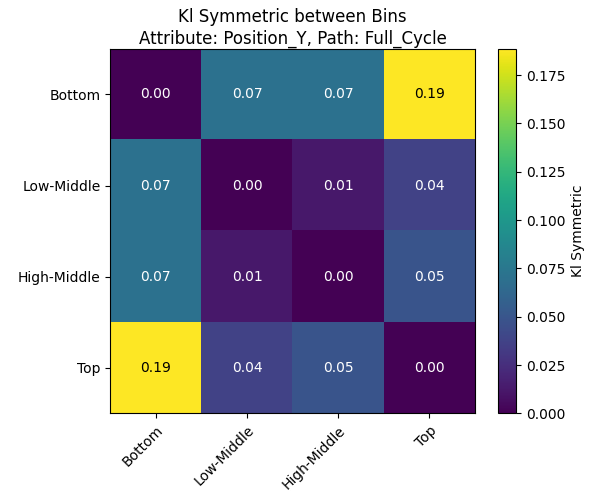 Kl Symmetric between Bins
Attribute: Position_Y, Path: Full_Cycle
Bottom 0.00 0.07 0.07 0.19
Low-Middle 0.07 0.00 0.01 0.04
High-Middle 0.07 0.01 0.00 0.05
Top 0.19 0.04 0.05 0.00
Bottom Low-Middle High-Middle Top
0.175
0.150
0.125
0.100
0.075
0.050
0.025
0.000
Kl Symmetric